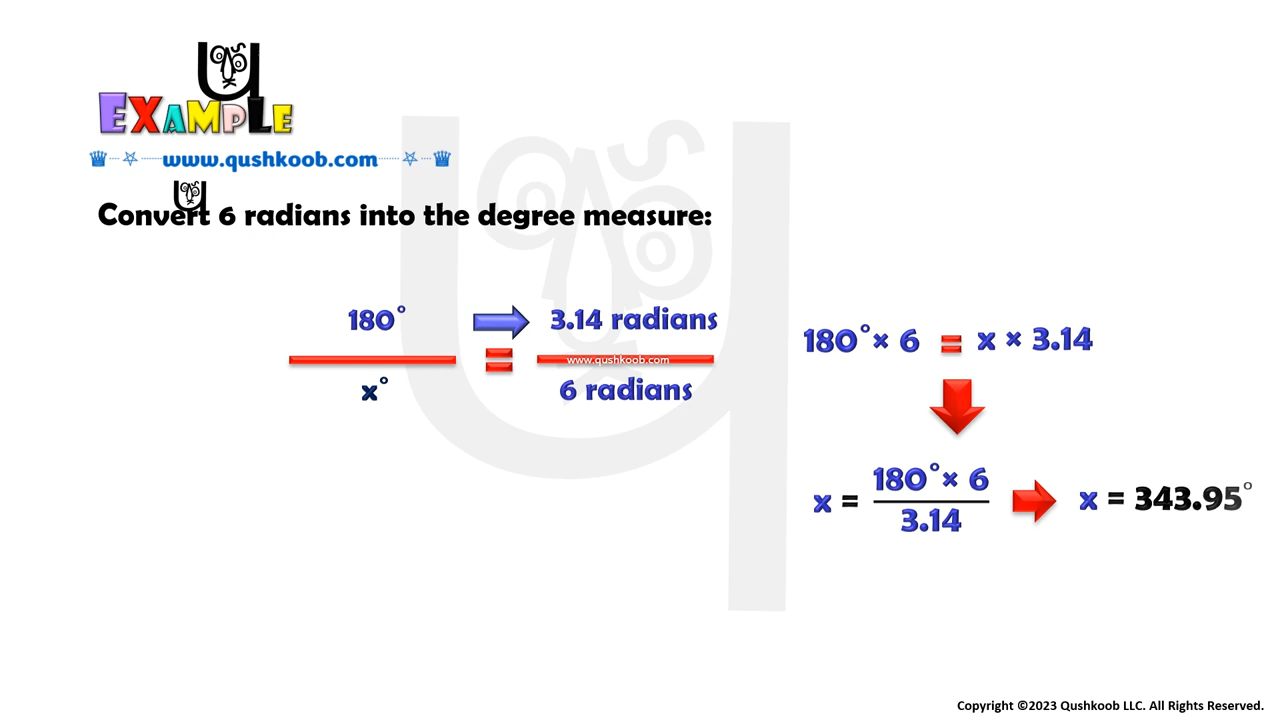 EXAMPLE
www.qushkoob.com
Convert 6 radians into the degree measure:
180° 3.14 radians
=
www.qushkoob.com
x° 6 radians
180° × 6 = x × 3.14
x = 180° × 6 / 3.14
x = 343.95°
Copyright ©2023 Qushkoob LLC. All Rights Reserved.